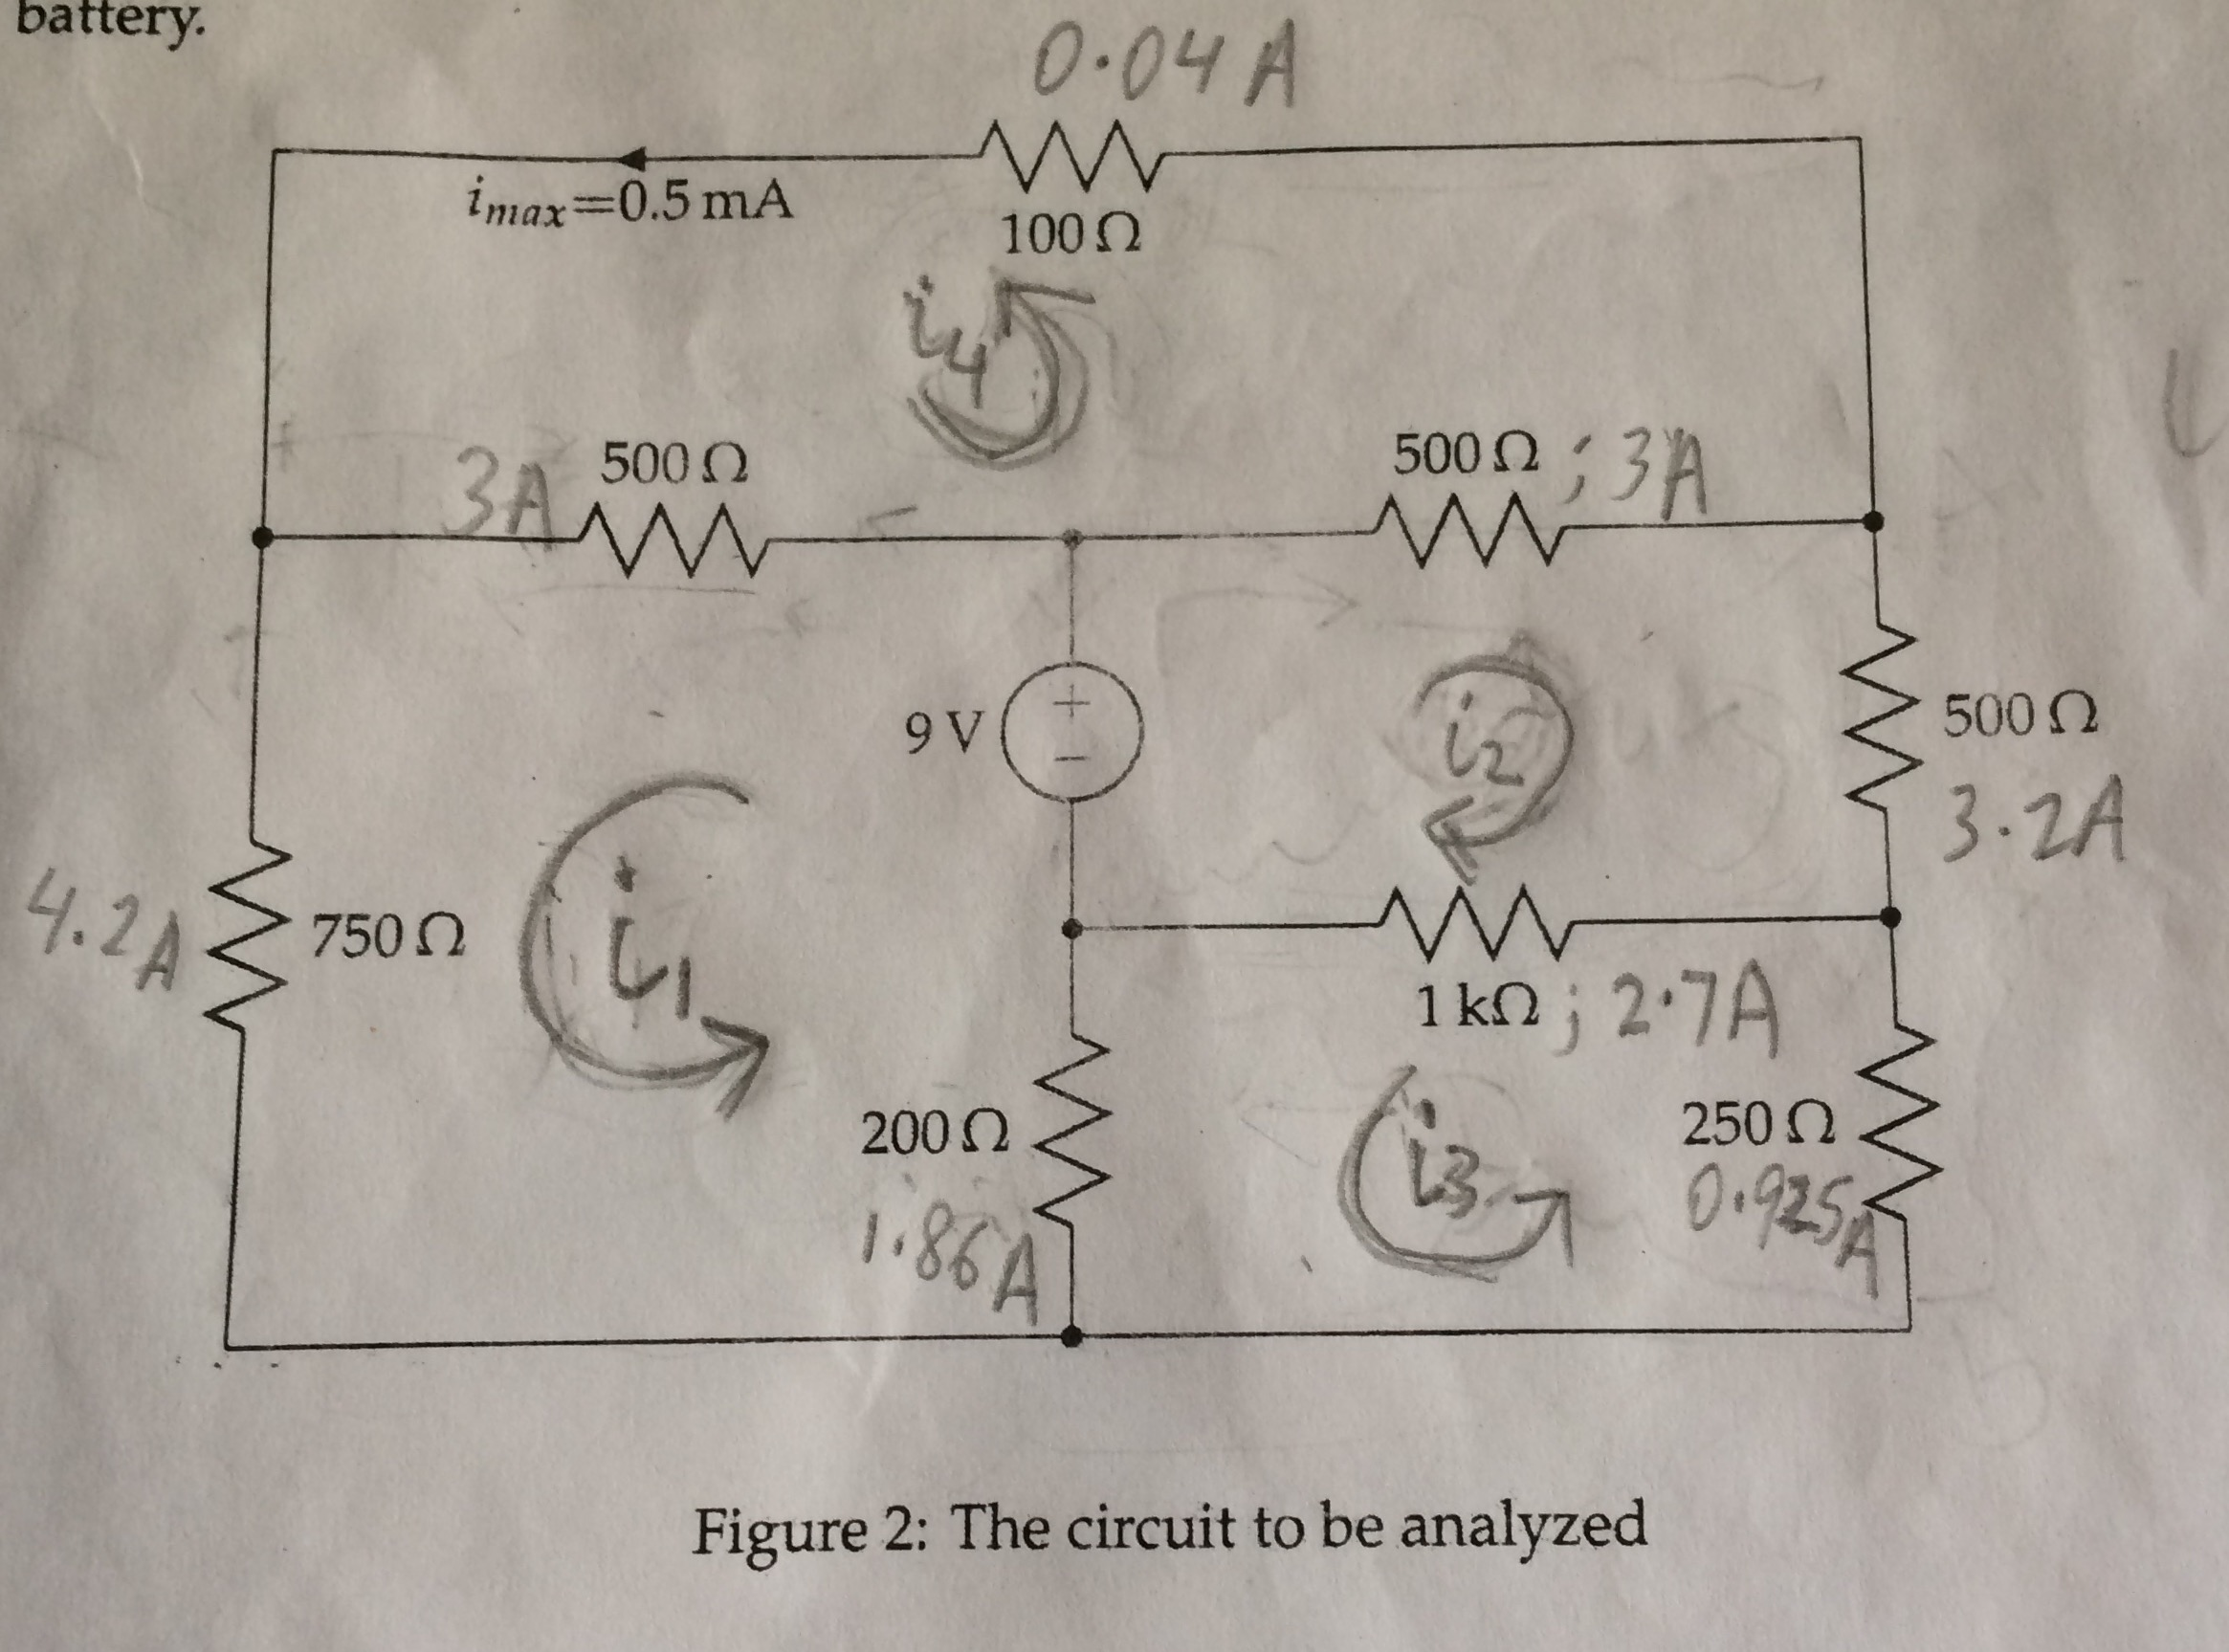 battery.
0.04 A
imax=0.5 mA
100 Ω
i4
3A
500 Ω
500 Ω ; 3A
9 V
+
−
i2
500 Ω
3.2A
4.2A
750 Ω
i1
1 kΩ ; 2.7A
200 Ω
1.86A
i3
250 Ω
0.925A
Figure 2: The circuit to be analyzed